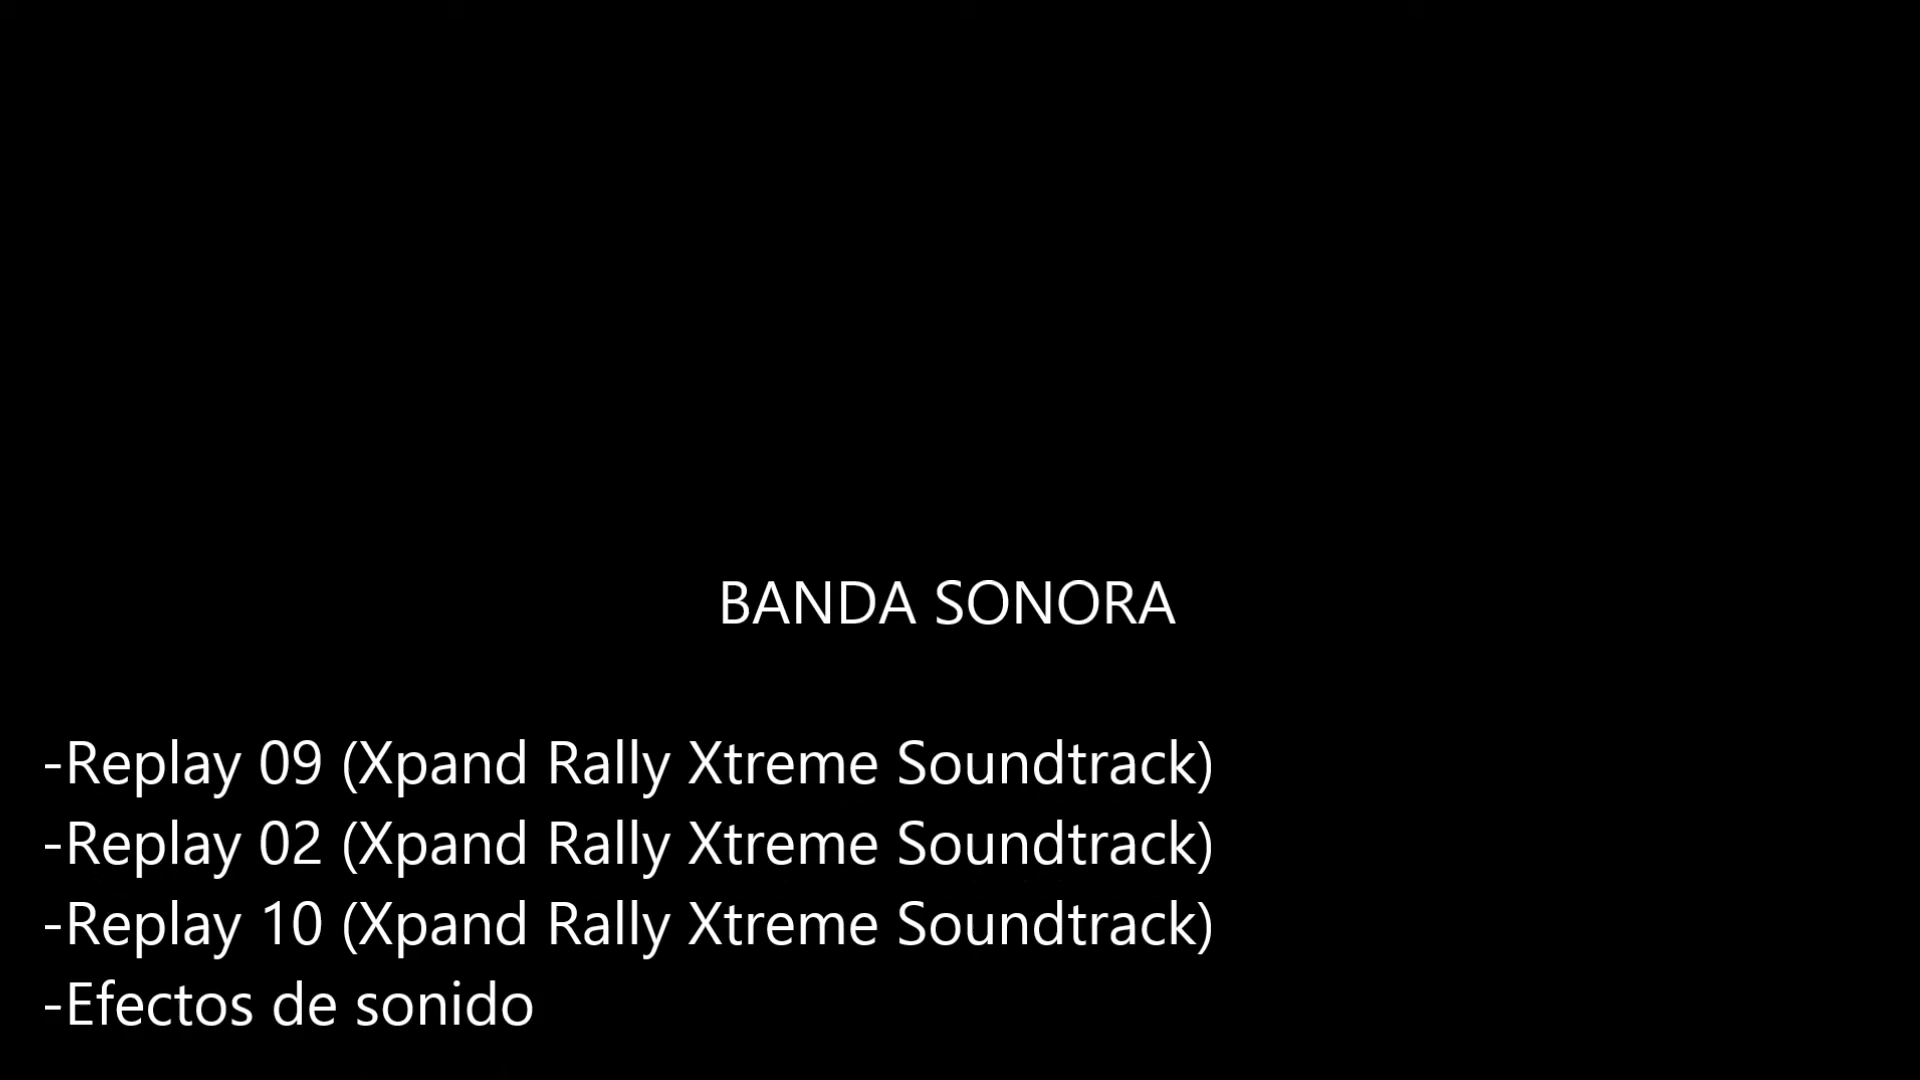 BANDA SONORA
-Replay 09 (Xpand Rally Xtreme Soundtrack)
-Replay 02 (Xpand Rally Xtreme Soundtrack)
-Replay 10 (Xpand Rally Xtreme Soundtrack)
-Efectos de sonido